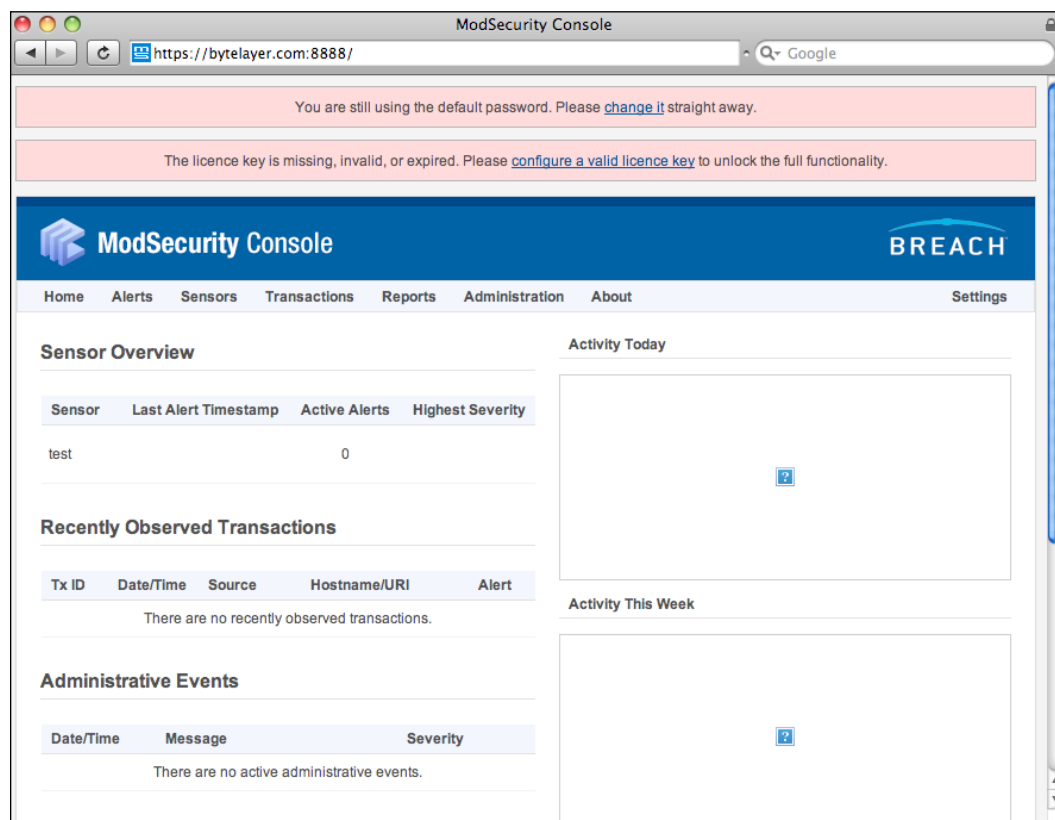 ModSecurity Console
https://bytelayer.com:8888/
Google
You are still using the default password. Please change it straight away.
The licence key is missing, invalid, or expired. Please configure a valid licence key to unlock the full functionality.
ModSecurity Console
BREACH
Home Alerts Sensors Transactions Reports Administration About Settings
Sensor Overview
Sensor Last Alert Timestamp Active Alerts Highest Severity
test 0
Recently Observed Transactions
Tx ID Date/Time Source Hostname/URI Alert
There are no recently observed transactions.
Administrative Events
Date/Time Message Severity
There are no active administrative events.
Activity Today
?
Activity This Week
?